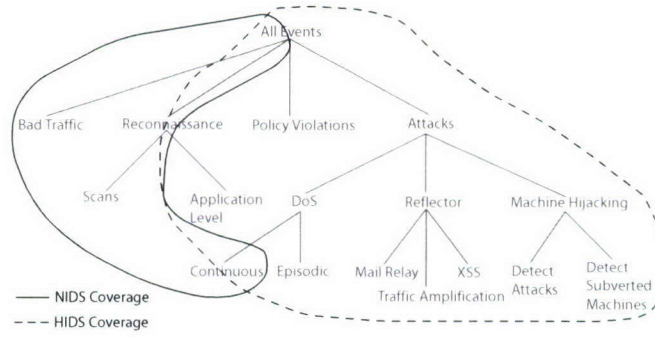 All Events
Bad Traffic
Reconnaissance
Policy Violations
Attacks
Scans
Application
Level
DoS
Reflector
Machine Hijacking
Continuous
Episodic
Mail Relay
Traffic Amplification
XSS
Detect
Attacks
Detect
Subverted
Machines
NIDS Coverage
HIDS Coverage